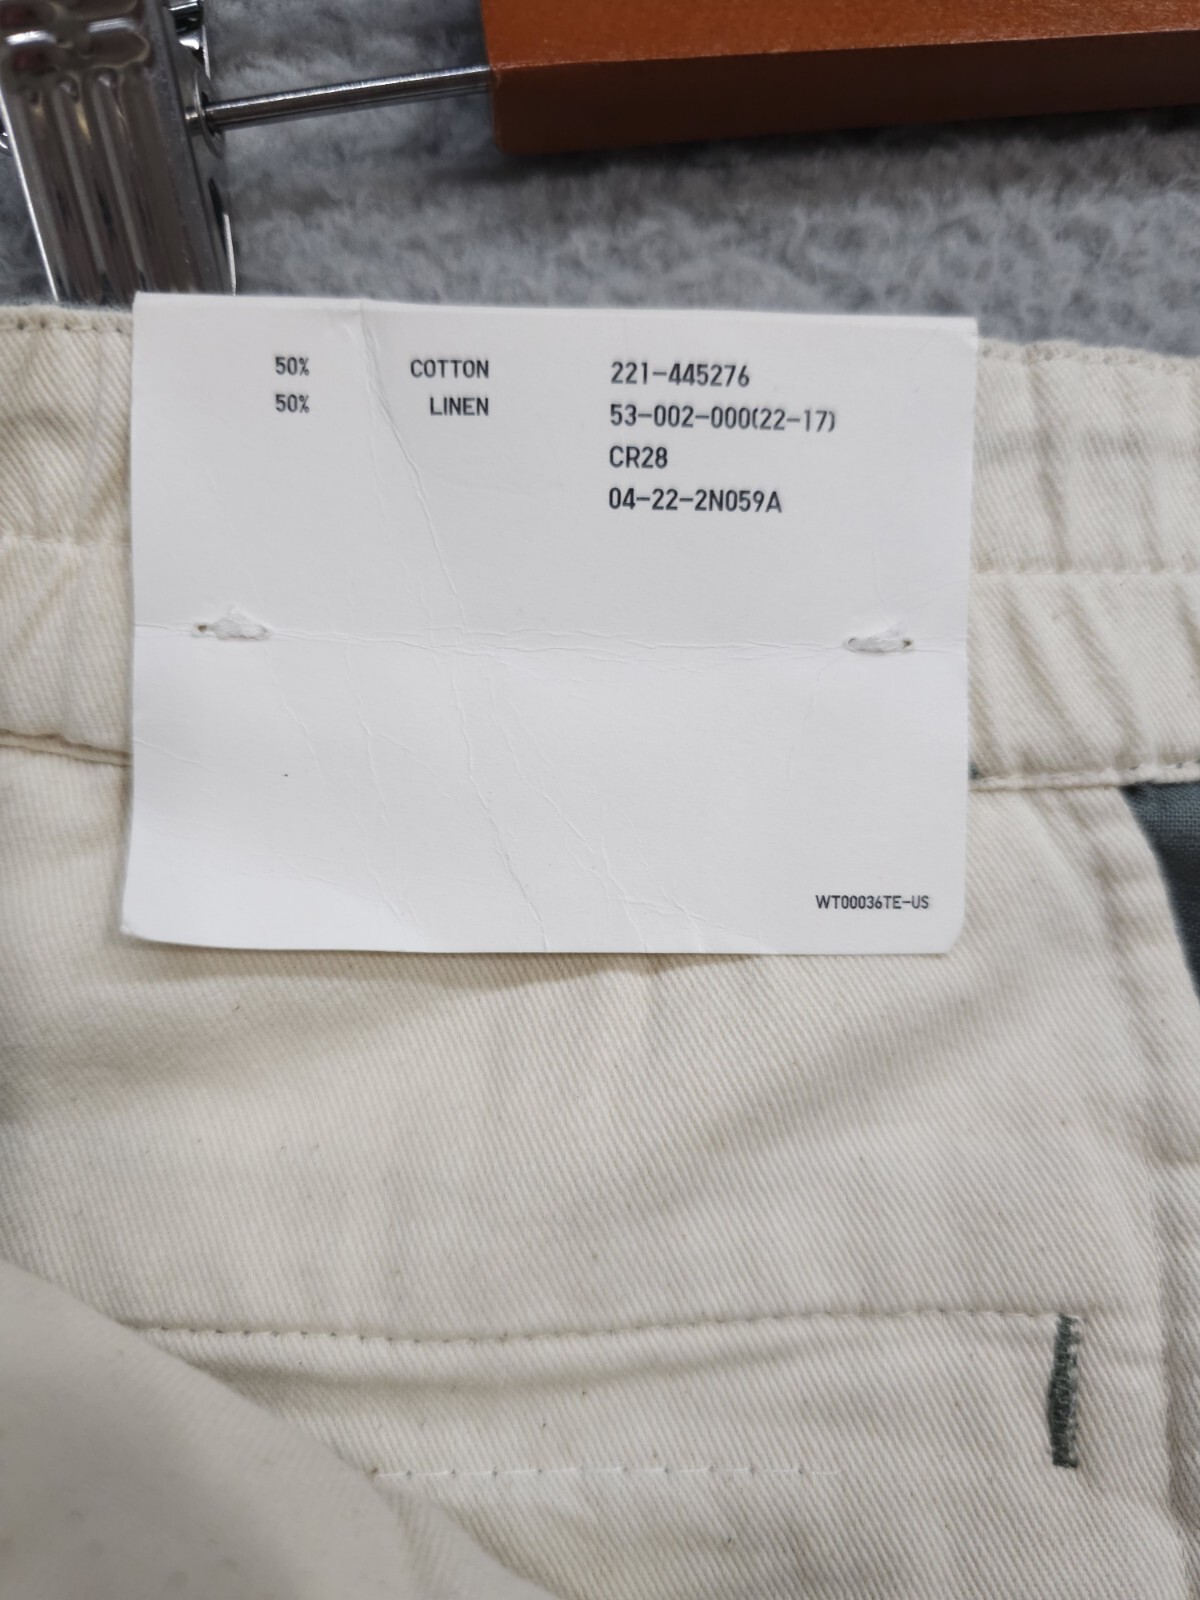 50% COTTON
50% LINEN
221-445276
53-002-000(22-17)
CR28
04-22-2N059A
WT00036TE-US